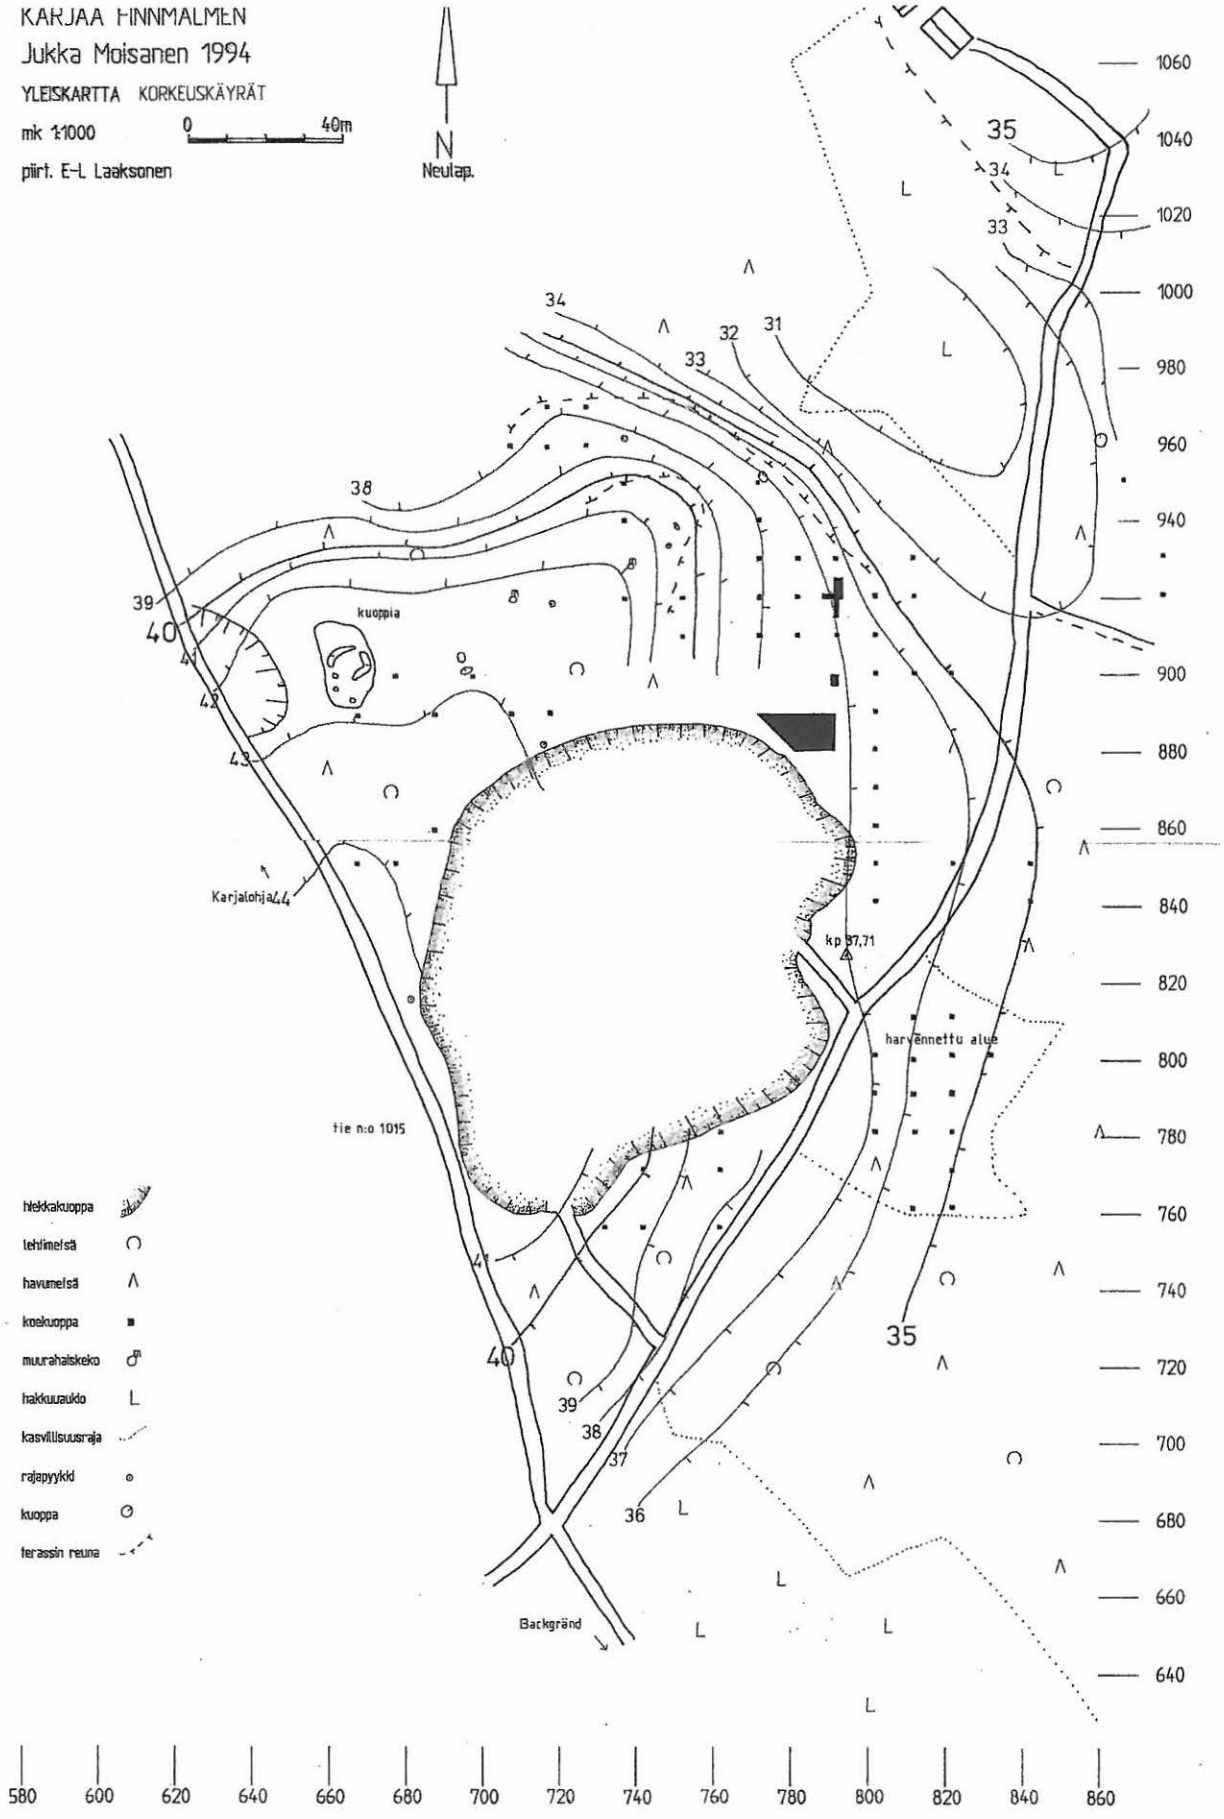 KARJAA FINNMALMEN
Jukka Moisanen 1994
YLEISKARTTA KORKEUSKÄYRÄT
mk 1:1000
0 40m
piirt. E-L Laaksonen
N
Neulap.
1060
35
1040
34
1020
33
1000
34
32
31
33
980
960
38
940
39
kuoppia
40
41
900
42
43
880
860
Karjalohja
44
840
kp 37,71
820
harvennettu alue
800
tie n:o 1015
780
hiekkakuoppa
760
lehtimetsä
41
havumetsä
740
koekuoppa
35
muurahaiskeko
40
720
hakkuuaukio
39
38
kasvillisuusraja
700
37
rajapyykki
kuoppa
36
680
terassin reuna
660
Backgränd
640
580 600 620 640 660 680 700 720 740 760 780 800 820 840 860